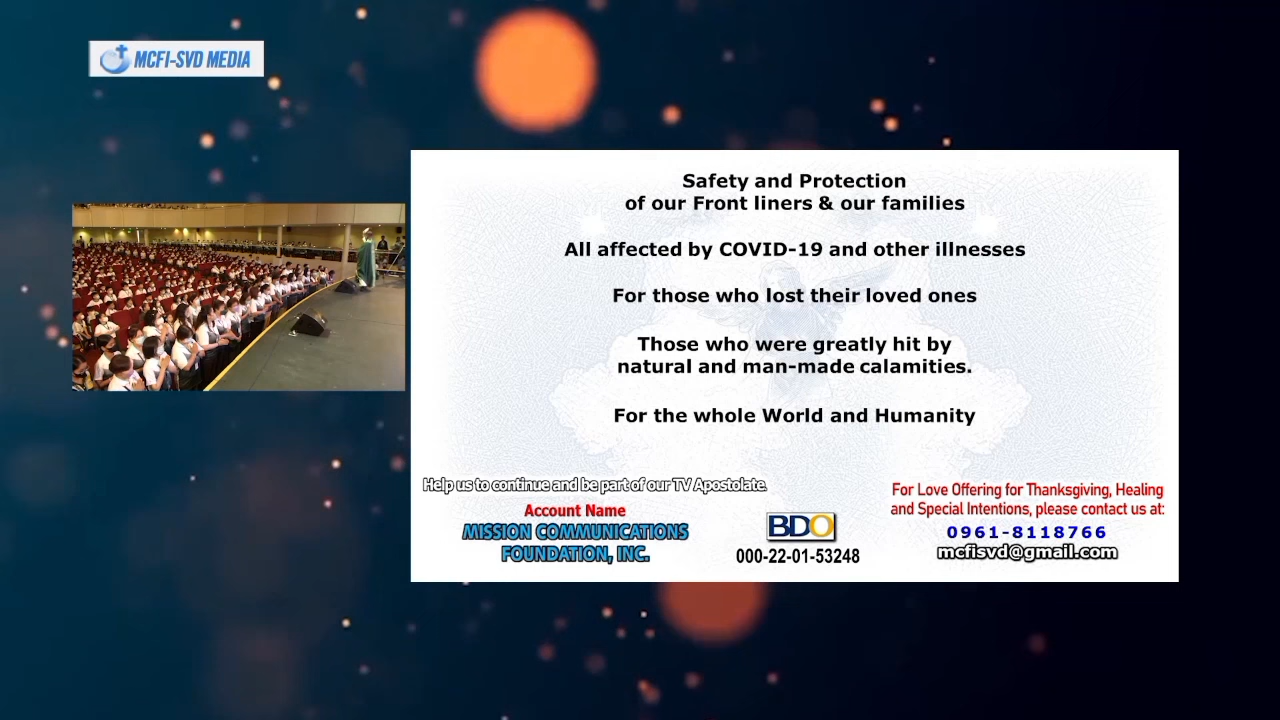 MCFI-SVD MEDIA
Safety and Protection
of our Front liners & our families
All affected by COVID-19 and other illnesses
For those who lost their loved ones
Those who were greatly hit by
natural and man-made calamities.
For the whole World and Humanity
Help us to continue and be part of our TV Apostolate.
Account Name
MISSION COMMUNICATIONS
FOUNDATION, INC.
BDO
000-22-01-53248
For Love Offering for Thanksgiving, Healing
and Special Intentions, please contact us at:
0961-8118766
mcfisvd@gmail.com